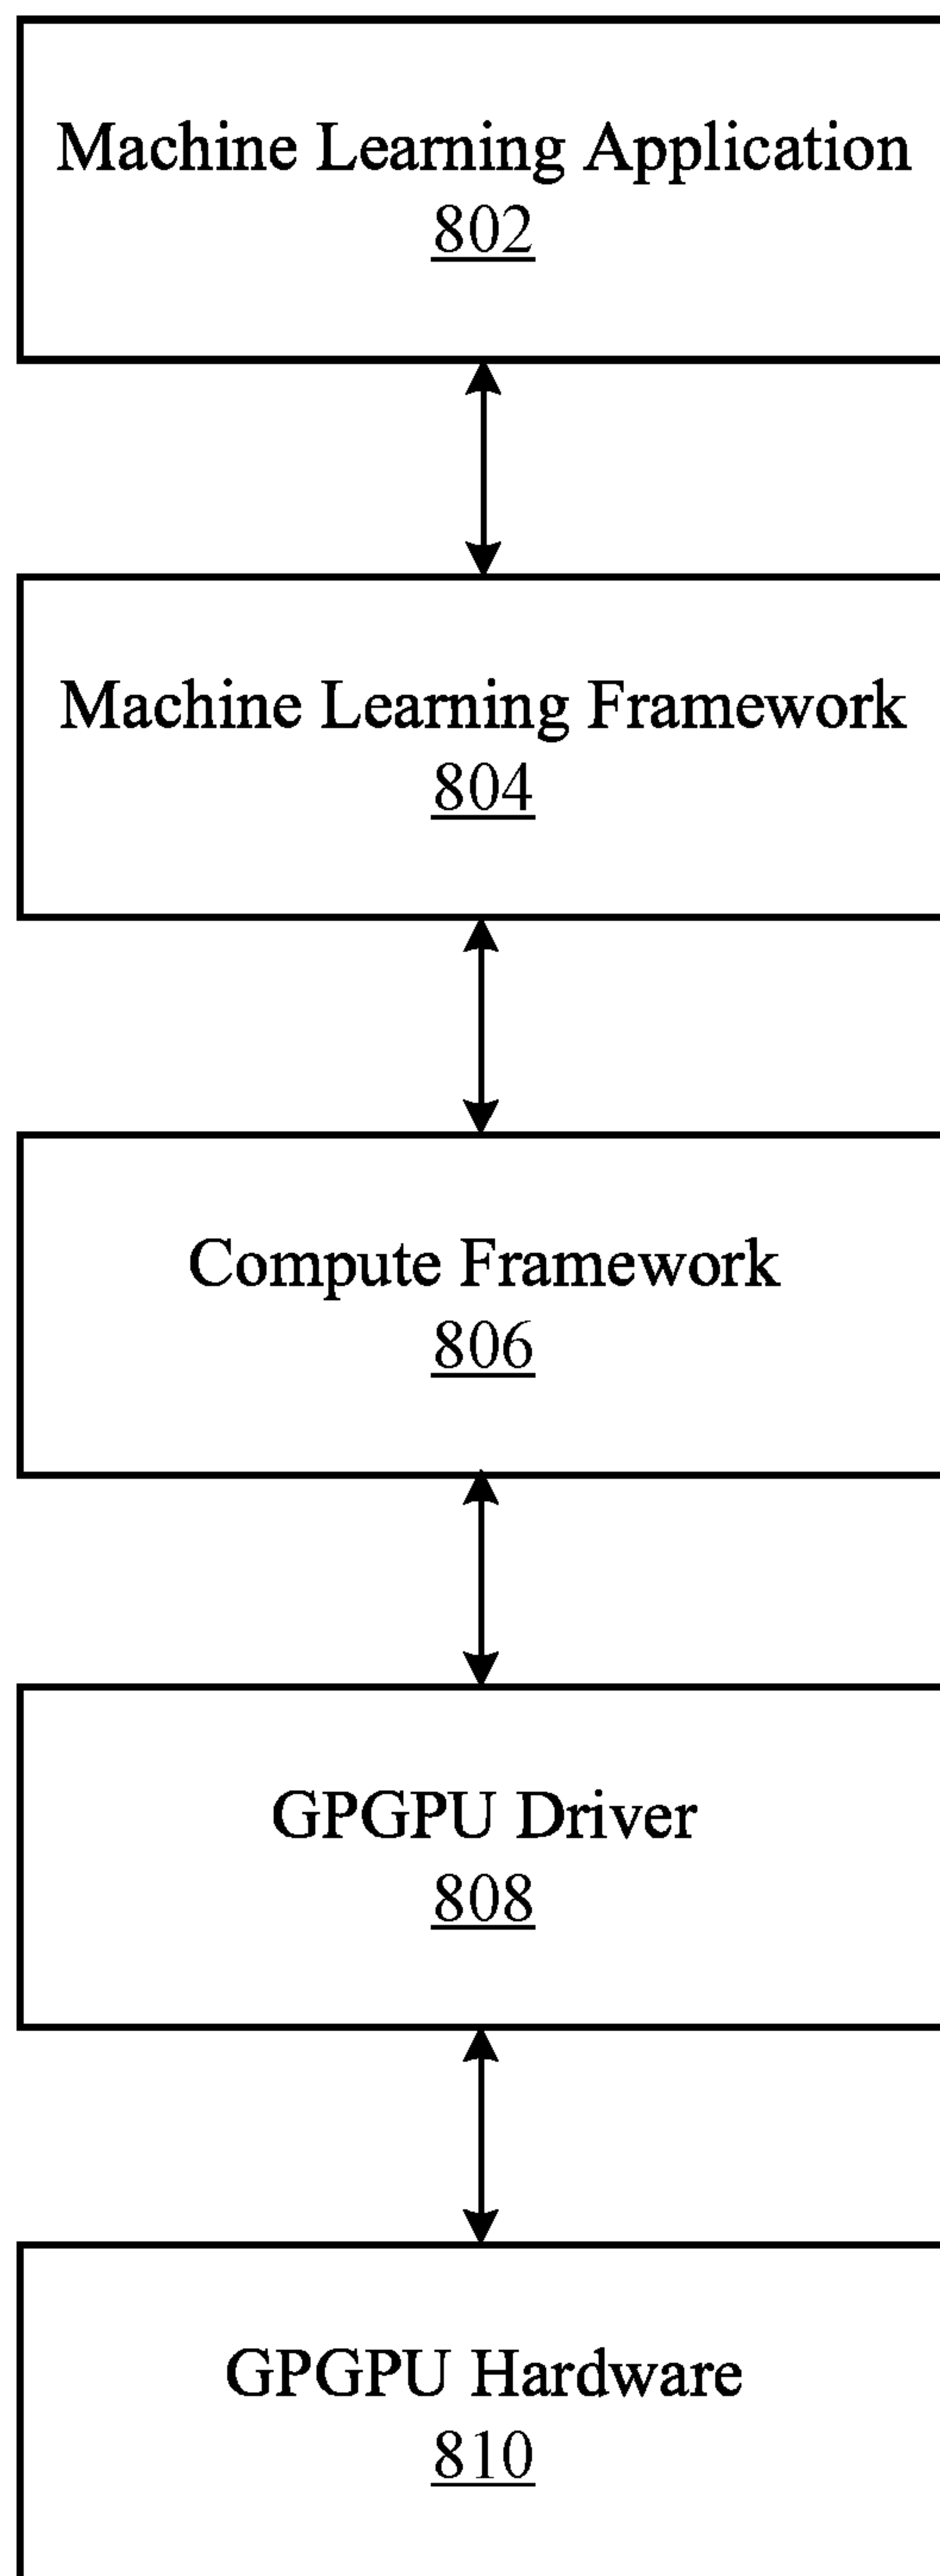 Machine Learning Application
802
Machine Learning Framework
804
Compute Framework
806
GPGPU Driver
808
GPGPU Hardware
810